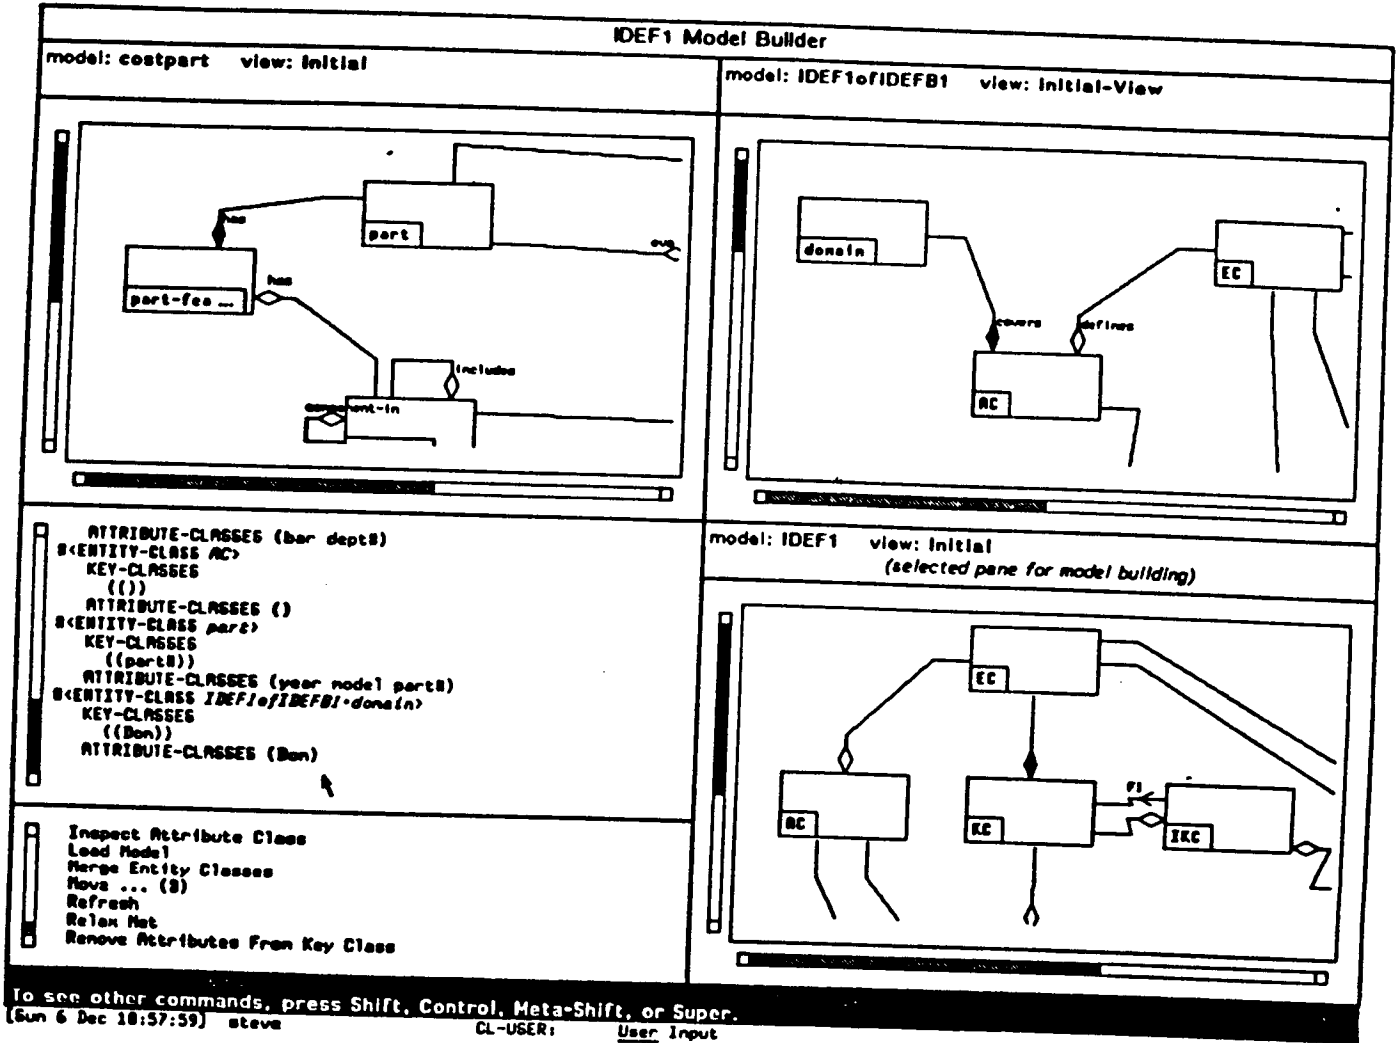 IDEF1 Model Builder
model: costpart view: Initial
has
part
part-fea ...
has
includes
component-in
model: IDEF1ofIDEFB1 view: Initial-View
domain
EC
covers
defines
AC
ATTRIBUTE-CLASSES (bar dept#)
#<ENTITY-CLASS AC>
KEY-CLASSES
(())
ATTRIBUTE-CLASSES ()
#<ENTITY-CLASS part>
KEY-CLASSES
((part#))
ATTRIBUTE-CLASSES (year model part#)
#<ENTITY-CLASS IDEF1ofIDEFB1·domain>
KEY-CLASSES
((Dom))
ATTRIBUTE-CLASSES (Dom)
model: IDEF1 view: Initial
(selected pane for model building)
EC
AC
KC
IKC
Inspect Attribute Class
Load Model
Merge Entity Classes
Move ... (8)
Refresh
Relax Net
Remove Attributes From Key Class
To see other commands, press Shift, Control, Meta-Shift, or Super.
[Sun 6 Dec 10:57:59] steve CL-USER: User Input